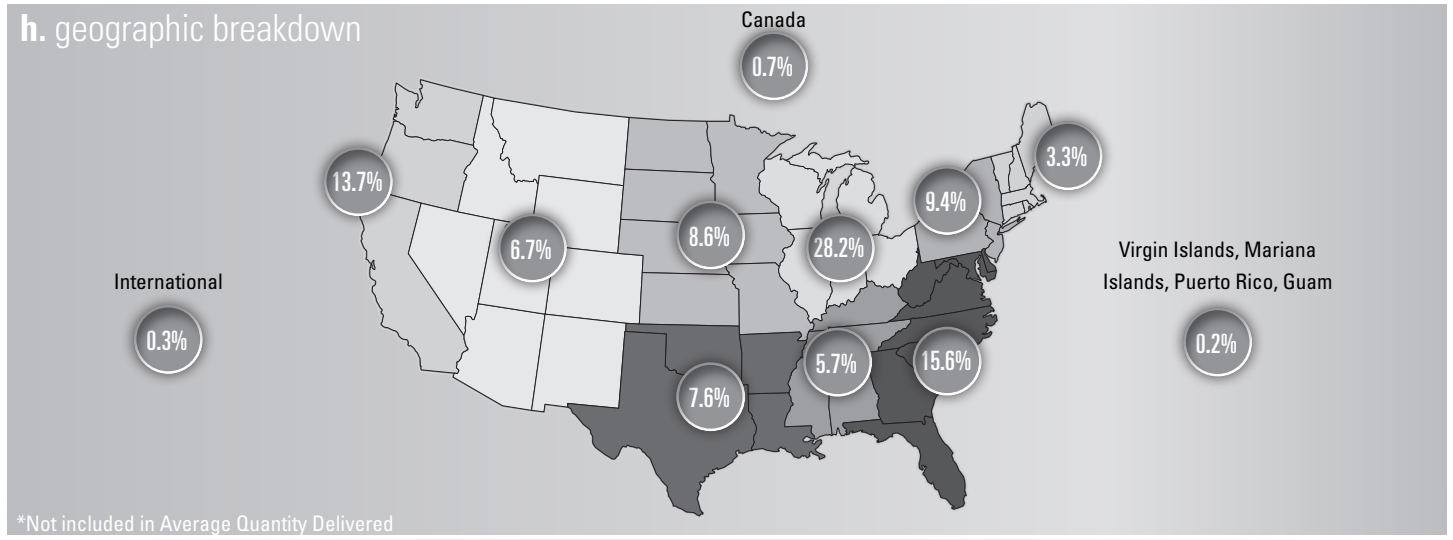 h. geographic breakdown
Canada
0.7%
3.3%
13.7%
9.4%
6.7%
8.6%
28.2%
Virgin Islands, Mariana
Islands, Puerto Rico, Guam
0.2%
International
0.3%
5.7%
15.6%
7.6%
*Not included in Average Quantity Delivered